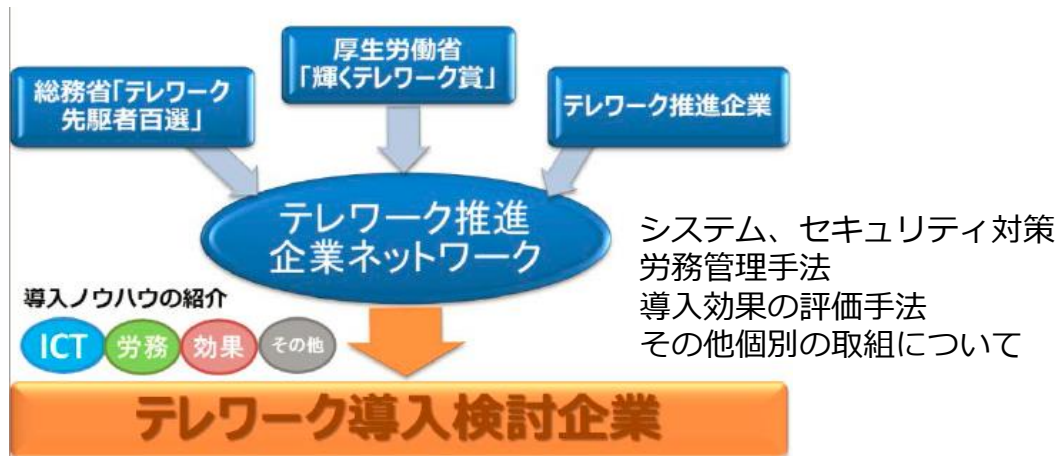 厚生労働省
「輝くテレワーク賞」
総務省「テレワーク
先駆者百選」
テレワーク推進企業
テレワーク推進
企業ネットワーク
システム、セキュリティ対策
労務管理手法
導入効果の評価手法
その他個別の取組について
導入ノウハウの紹介
ICT
労務
効果
その他
テレワーク導入検討企業